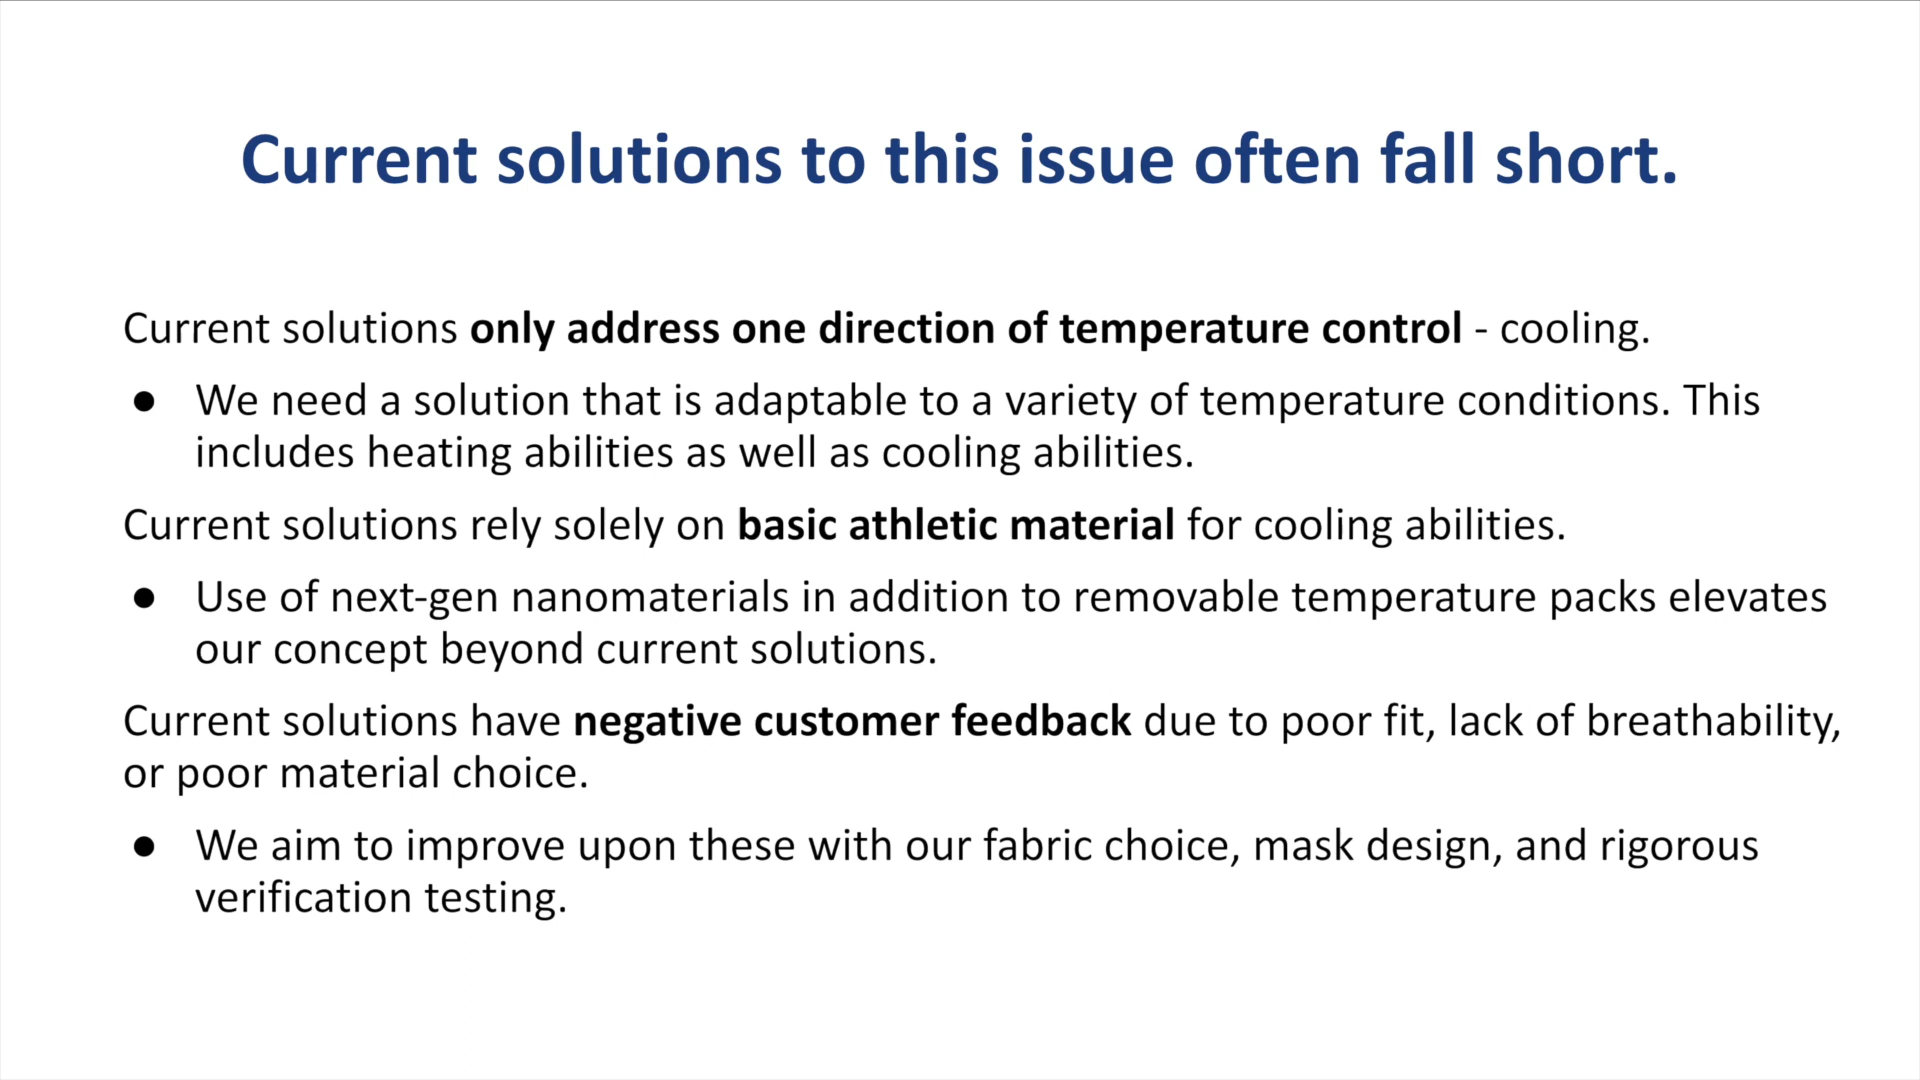 Current solutions to this issue often fall short.
Current solutions only address one direction of temperature control - cooling.
● We need a solution that is adaptable to a variety of temperature conditions. This
includes heating abilities as well as cooling abilities.
Current solutions rely solely on basic athletic material for cooling abilities.
● Use of next-gen nanomaterials in addition to removable temperature packs elevates
our concept beyond current solutions.
Current solutions have negative customer feedback due to poor fit, lack of breathability,
or poor material choice.
● We aim to improve upon these with our fabric choice, mask design, and rigorous
verification testing.